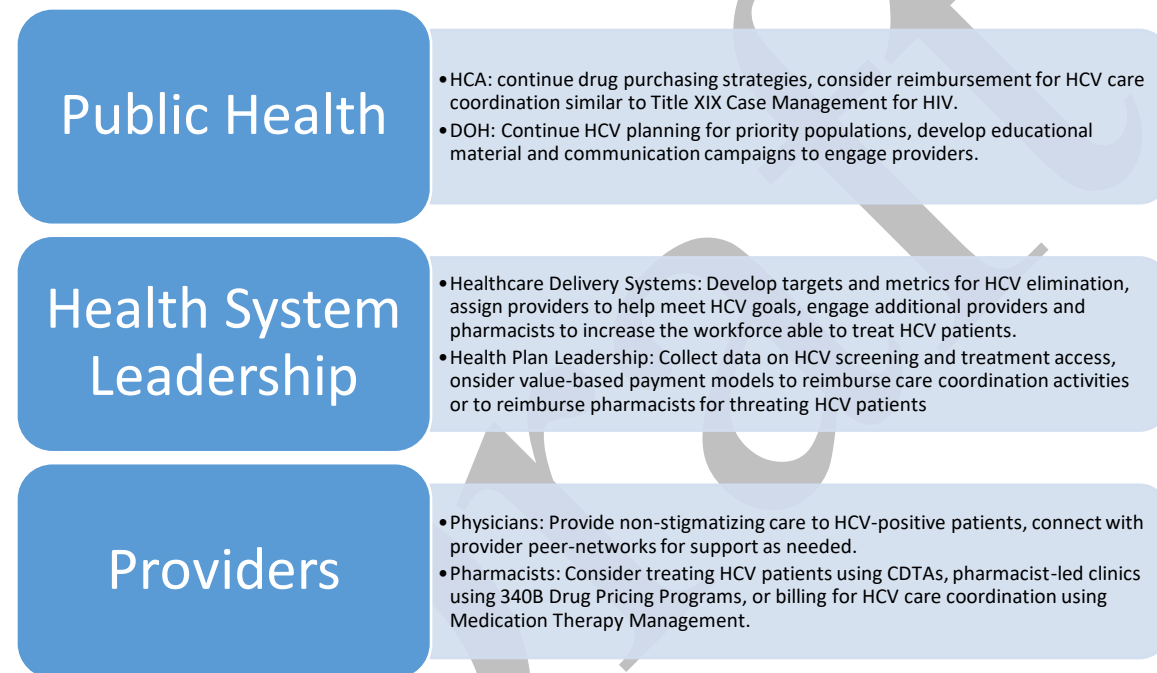 Public Health
•HCA: continue drug purchasing strategies, consider reimbursement for HCV care
coordination similar to Title XIX Case Management for HIV.
•DOH: Continue HCV planning for priority populations, develop educational
material and communication campaigns to engage providers.
Health System
Leadership
•Healthcare Delivery Systems: Develop targets and metrics for HCV elimination,
assign providers to help meet HCV goals, engage additional providers and
pharmacists to increase the workforce able to treat HCV patients.
•Health Plan Leadership: Collect data on HCV screening and treatment access,
onsider value-based payment models to reimburse care coordination activities
or to reimburse pharmacists for threating HCV patients
Providers
•Physicians: Provide non-stigmatizing care to HCV-positive patients, connect with
provider peer-networks for support as needed.
•Pharmacists: Consider treating HCV patients using CDTAs, pharmacist-led clinics
using 340B Drug Pricing Programs, or billing for HCV care coordination using
Medication Therapy Management.